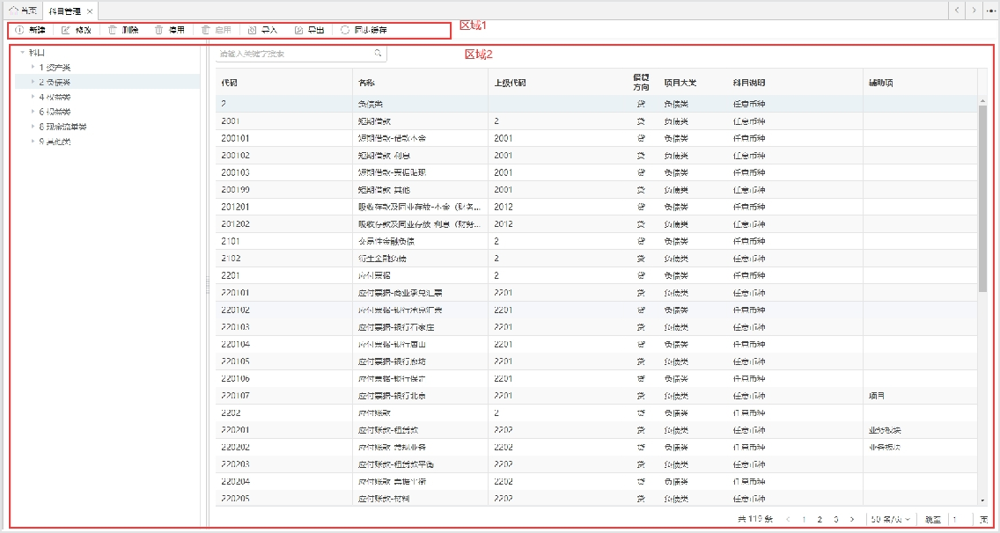 首页 科目管理 ×
新建 修改 删除 停用 启用 导入 导出 同步缓存 区域1
区域2
科目
1 资产类
2 负债类
4 权益类
6 损益类
8 现金流量类
9 其他类
请输入关键字搜索
代码 名称 上级代码 借贷方向 项目大类 科目说明 辅助项
2 负债类 贷 负债类 任意币种
2001 短期借款 2 贷 负债类 任意币种
200101 短期借款-借款本金 2001 贷 负债类 任意币种
200102 短期借款-利息 2001 贷 负债类 任意币种
200103 短期借款-票据贴现 2001 贷 负债类 任意币种
200199 短期借款-其他 2001 贷 负债类 任意币种
201201 吸收存款及同业存放-本金（财务... 2012 贷 负债类 任意币种
201202 吸收存款及同业存放-利息（财务... 2012 贷 负债类 任意币种
2101 交易性金融负债 2 贷 负债类 任意币种
2102 衍生金融负债 2 贷 负债类 任意币种
2201 应付票据 2 贷 负债类 任意币种
220101 应付票据-商业承兑汇票 2201 贷 负债类 任意币种
220102 应付票据-银行承兑汇票 2201 贷 负债类 任意币种
220103 应付票据-银行石家庄 2201 贷 负债类 任意币种
220104 应付票据-银行唐山 2201 贷 负债类 任意币种
220105 应付票据-银行廊坊 2201 贷 负债类 任意币种
220106 应付票据-银行保定 2201 贷 负债类 任意币种
220107 应付票据-银行北京 2201 贷 负债类 任意币种 项目
2202 应付账款 2 贷 负债类 任意币种
220201 应付账款-租赁款 2202 贷 负债类 任意币种 业务板块
220202 应付账款-常规业务 2202 贷 负债类 任意币种 业务板块
220203 应付账款-租赁款平衡 2202 贷 负债类 任意币种
220204 应付账款-票据平衡 2202 贷 负债类 任意币种
220205 应付账款-材料 2202 贷 负债类 任意币种
共 119 条 < 1 2 3 > 50 条/页 跳至 1 页